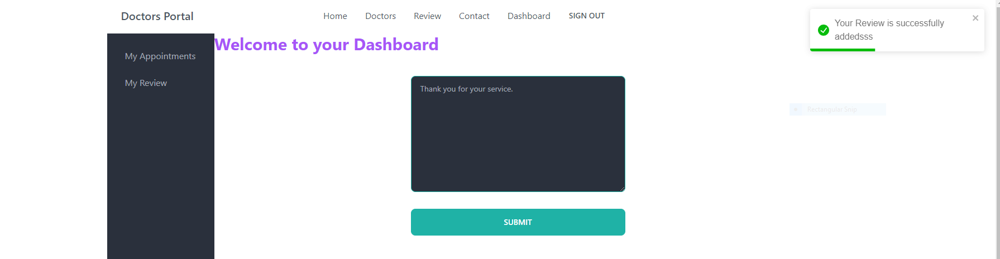 Doctors Portal
Home Doctors Review Contact Dashboard SIGN OUT
Your Review is successfully
addedsss
My Appointments
My Review
Welcome to your Dashboard
Thank you for your service.
Rectangular Snip
SUBMIT